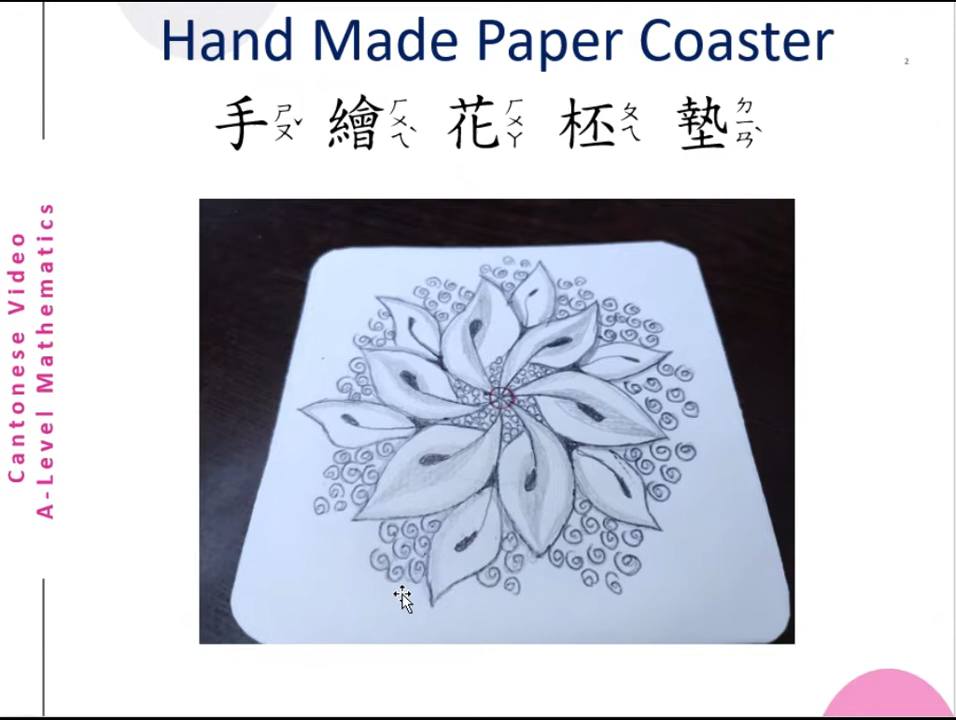 Hand Made Paper Coaster
2
手ㄕㄡˇ 繪ㄏㄨㄟˋ 花ㄏㄨㄚ 杯ㄆㄟ 墊ㄉㄧㄢˋ
Cantonese Video
A-Level Mathematics